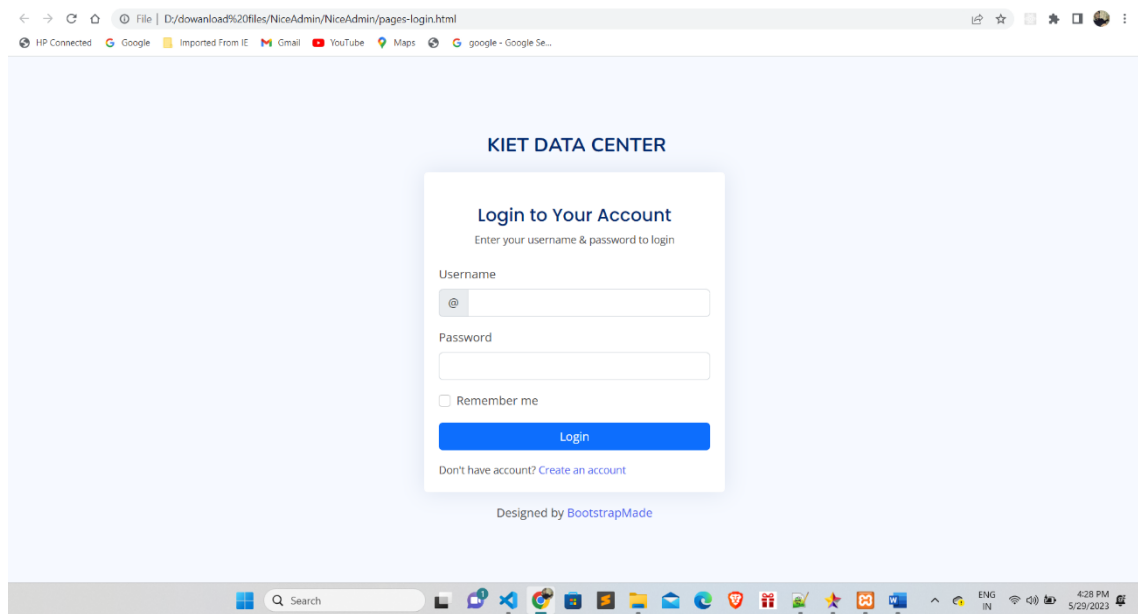 File | D:/dowanload%20files/NiceAdmin/NiceAdmin/pages-login.html
HP Connected Google Imported From IE Gmail YouTube Maps google - Google Se...
KIET DATA CENTER
Login to Your Account
Enter your username & password to login
Username
@
Password
Remember me
Login
Don't have account? Create an account
Designed by BootstrapMade
Search
ENG
IN
4:28 PM
5/29/2023